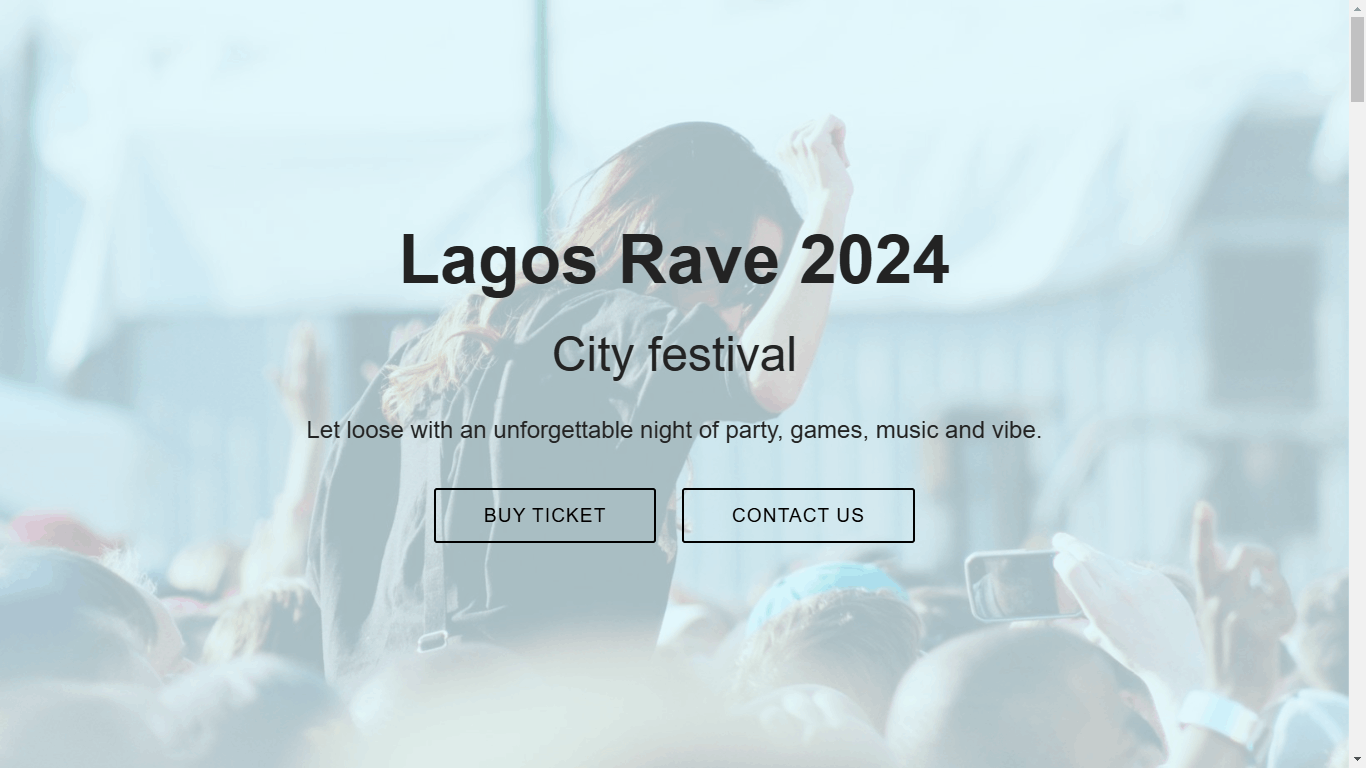 Lagos Rave 2024
City festival
Let loose with an unforgettable night of party, games, music and vibe.
BUY TICKET
CONTACT US